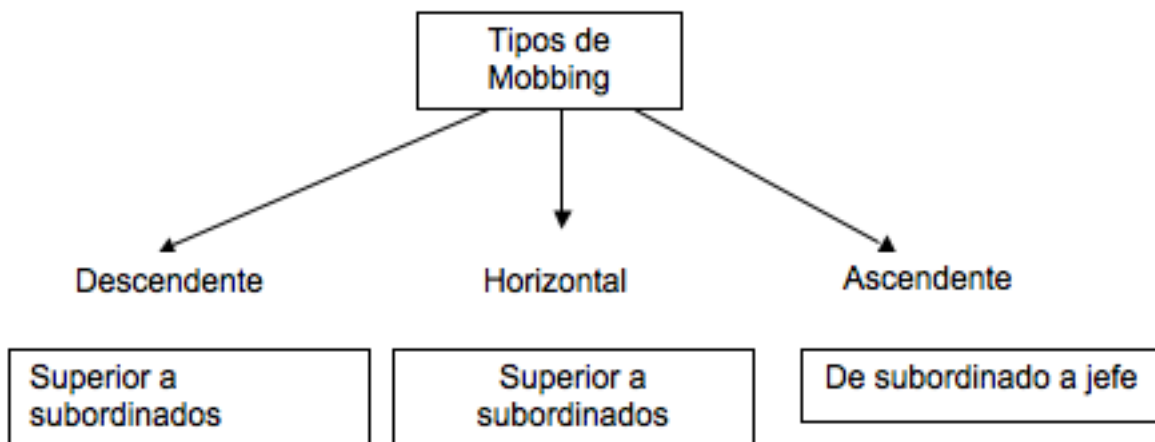 Tipos de
Mobbing
Descendente
Horizontal
Ascendente
Superior a
subordinados
Superior a
subordinados
De subordinado a jefe